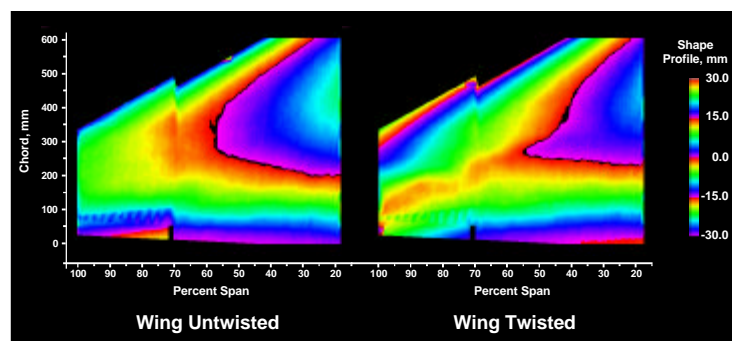 600
500
400
300
200
100
0
Chord, mm
100 90 80 70 60 50 40 30 20
Percent Span
Wing Untwisted
100 90 80 70 60 50 40 30 20
Percent Span
Wing Twisted
Shape
Profile, mm
30.0
15.0
0.0
-15.0
-30.0